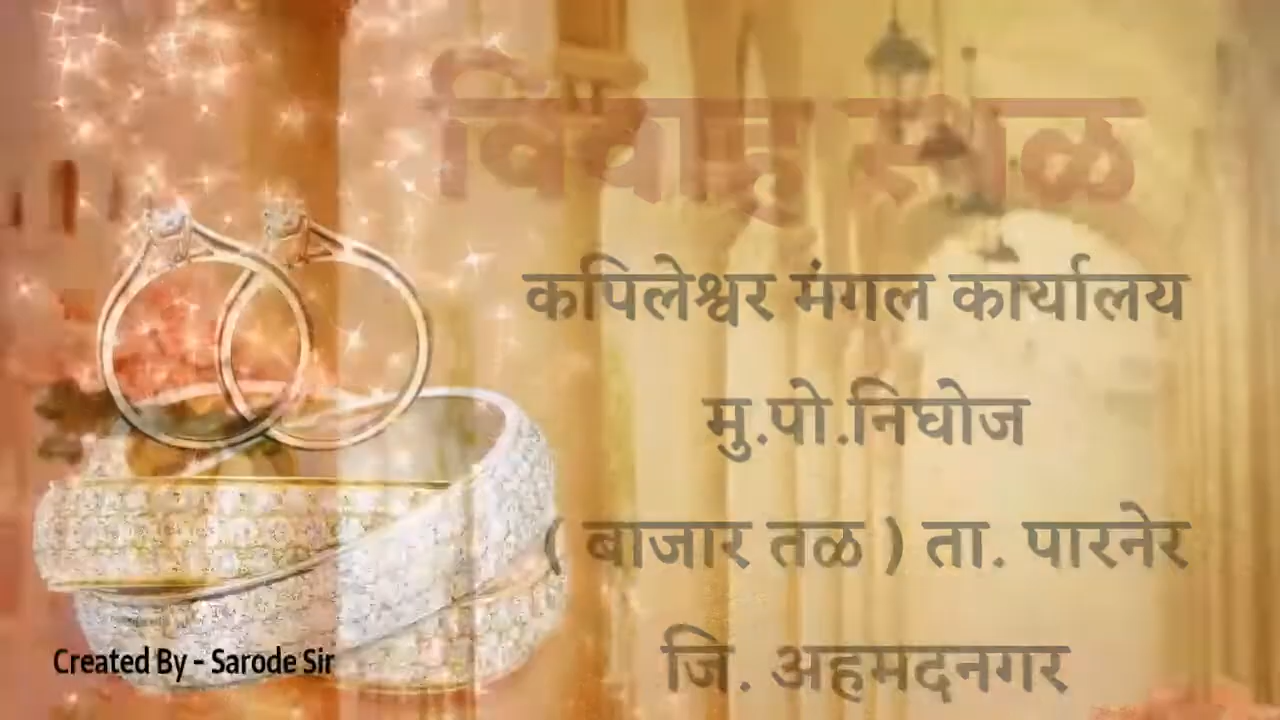 विवाह स्थळ
कपिलेश्वर मंगल कार्यालय
मु.पो.निघोज
( बाजार तळ ) ता. पारनेर
जि. अहमदनगर
Created By - Sarode Sir